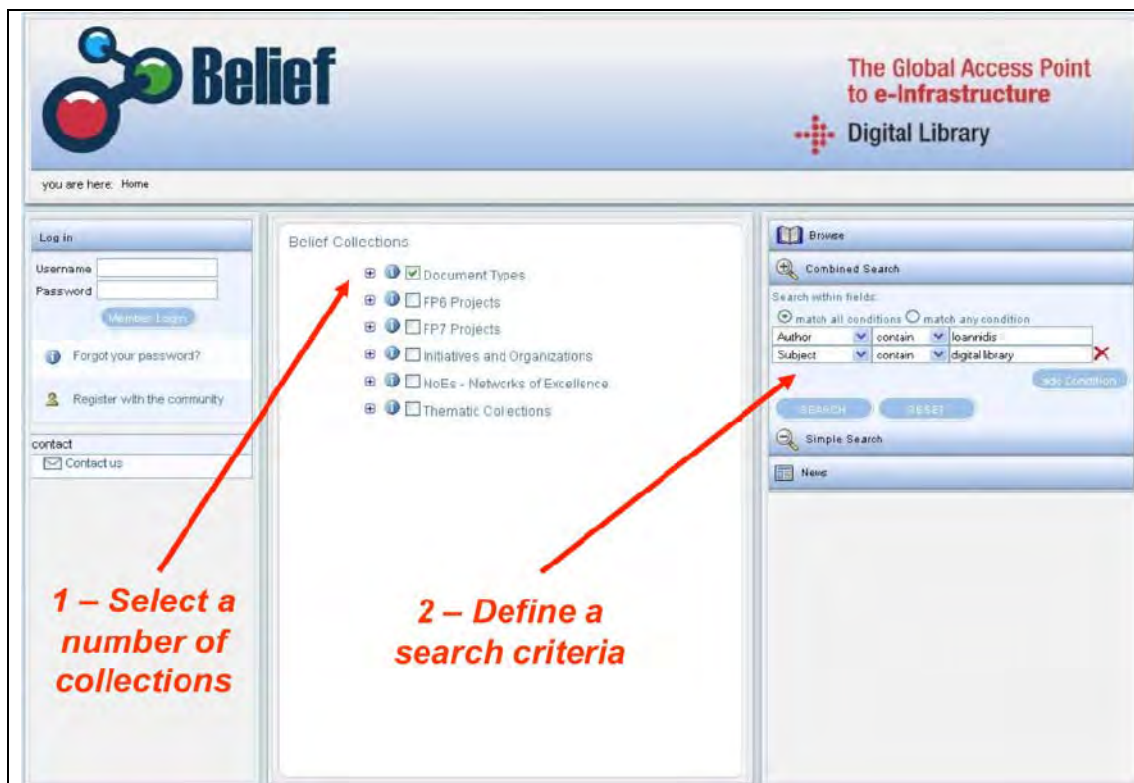 Belief
The Global Access Point
to e-Infrastructure
Digital Library
you are here: Home
Log in
Username
Password
Member Login
Forgot your password?
Register with the community
contact
Contact us
Belief Collections
Document Types
FP6 Projects
FP7 Projects
Initiatives and Organizations
NoEs - Networks of Excellence
Thematic Collections
Browse
Combined Search
Search within fields:
match all conditions match any condition
Author contain Ioannidis
Subject contain digital library
add Condition
SEARCH RESET
Simple Search
News
1 – Select a
number of
collections
2 – Define a
search criteria